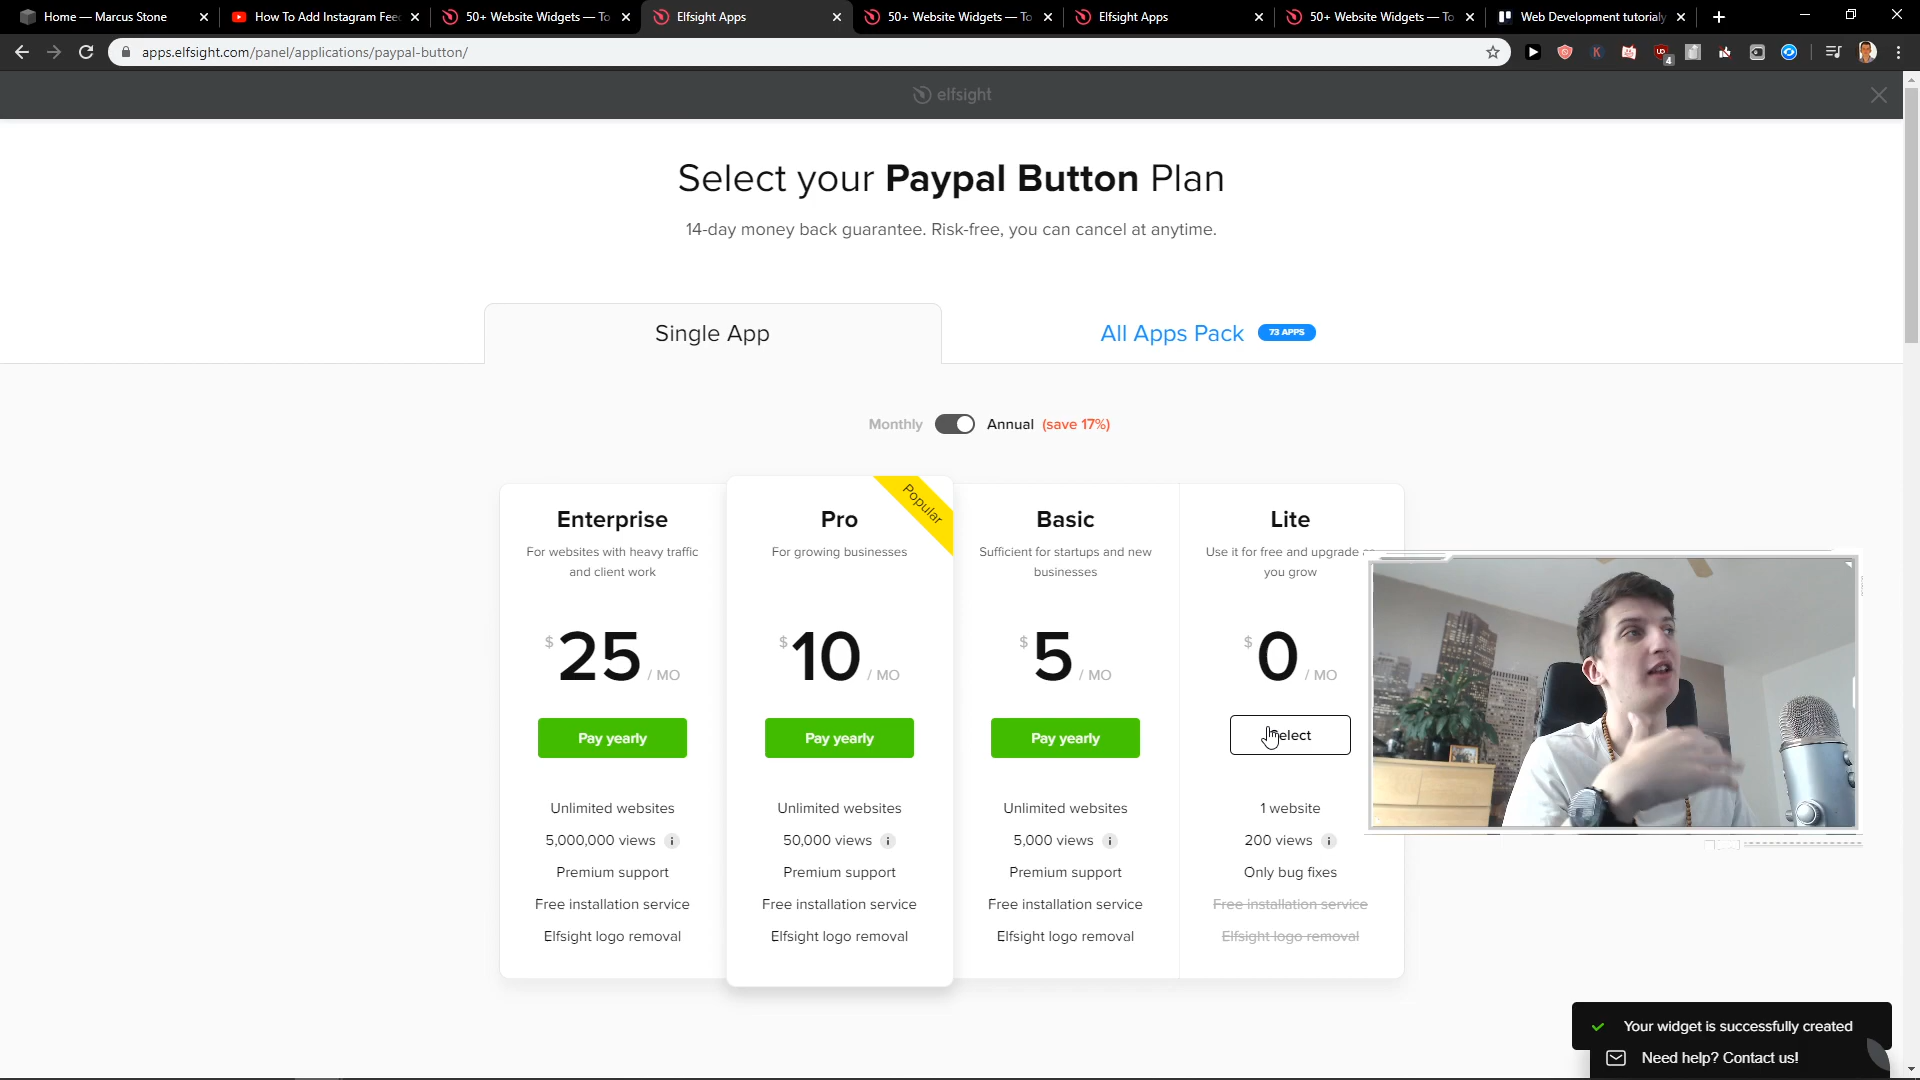 Home — Marcus Stone
How To Add Instagram Fee
50+ Website Widgets — To
Elfsight Apps
50+ Website Widgets — To
Elfsight Apps
50+ Website Widgets — To
Web Development tutorialy
apps.elfsight.com/panel/applications/paypal-button/
4
elfsight
Select your Paypal Button Plan
14-day money back guarantee. Risk-free, you can cancel at anytime.
Single App
All Apps Pack 73 APPS
Monthly Annual (save 17%)
Popular
Enterprise
For websites with heavy traffic
and client work
$25 / MO
Pay yearly
Unlimited websites
5,000,000 views
Premium support
Free installation service
Elfsight logo removal
Pro
For growing businesses
$10 / MO
Pay yearly
Unlimited websites
50,000 views
Premium support
Free installation service
Elfsight logo removal
Basic
Sufficient for startups and new
businesses
$5 / MO
Pay yearly
Unlimited websites
5,000 views
Premium support
Free installation service
Elfsight logo removal
Lite
Use it for free and upgrade as
you grow
$0 / MO
Select
1 website
200 views
Only bug fixes
Free installation service
Elfsight logo removal
Your widget is successfully created
Need help? Contact us!